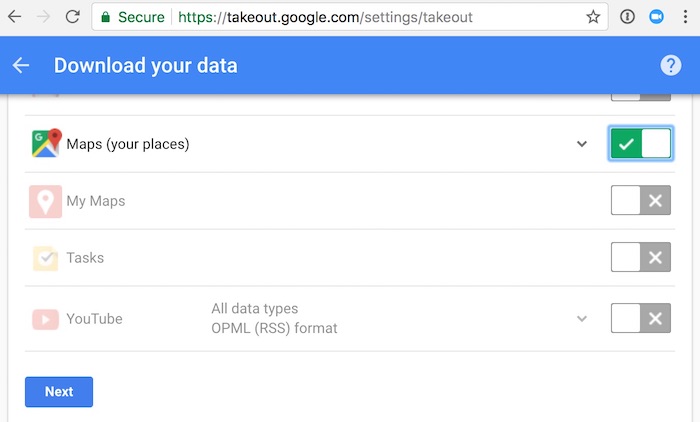 Secure https://takeout.google.com/settings/takeout
Download your data
Maps (your places)
My Maps
Tasks
YouTube All data types
OPML (RSS) format
Next